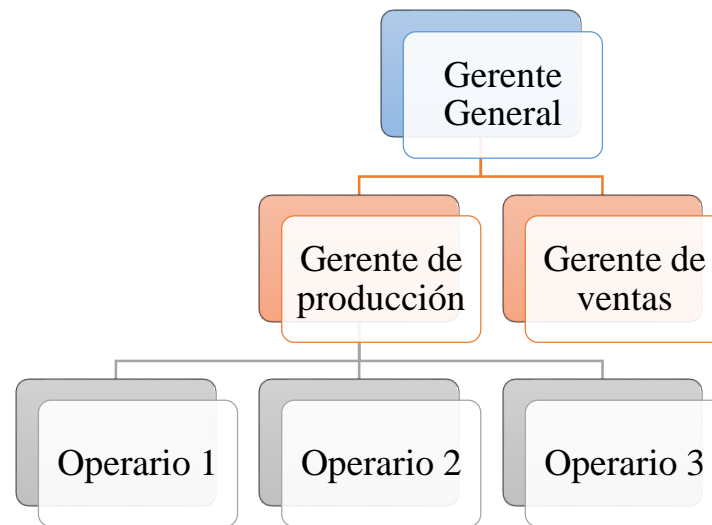 Gerente
General
Gerente de
producción
Gerente de
ventas
Operario 1
Operario 2
Operario 3